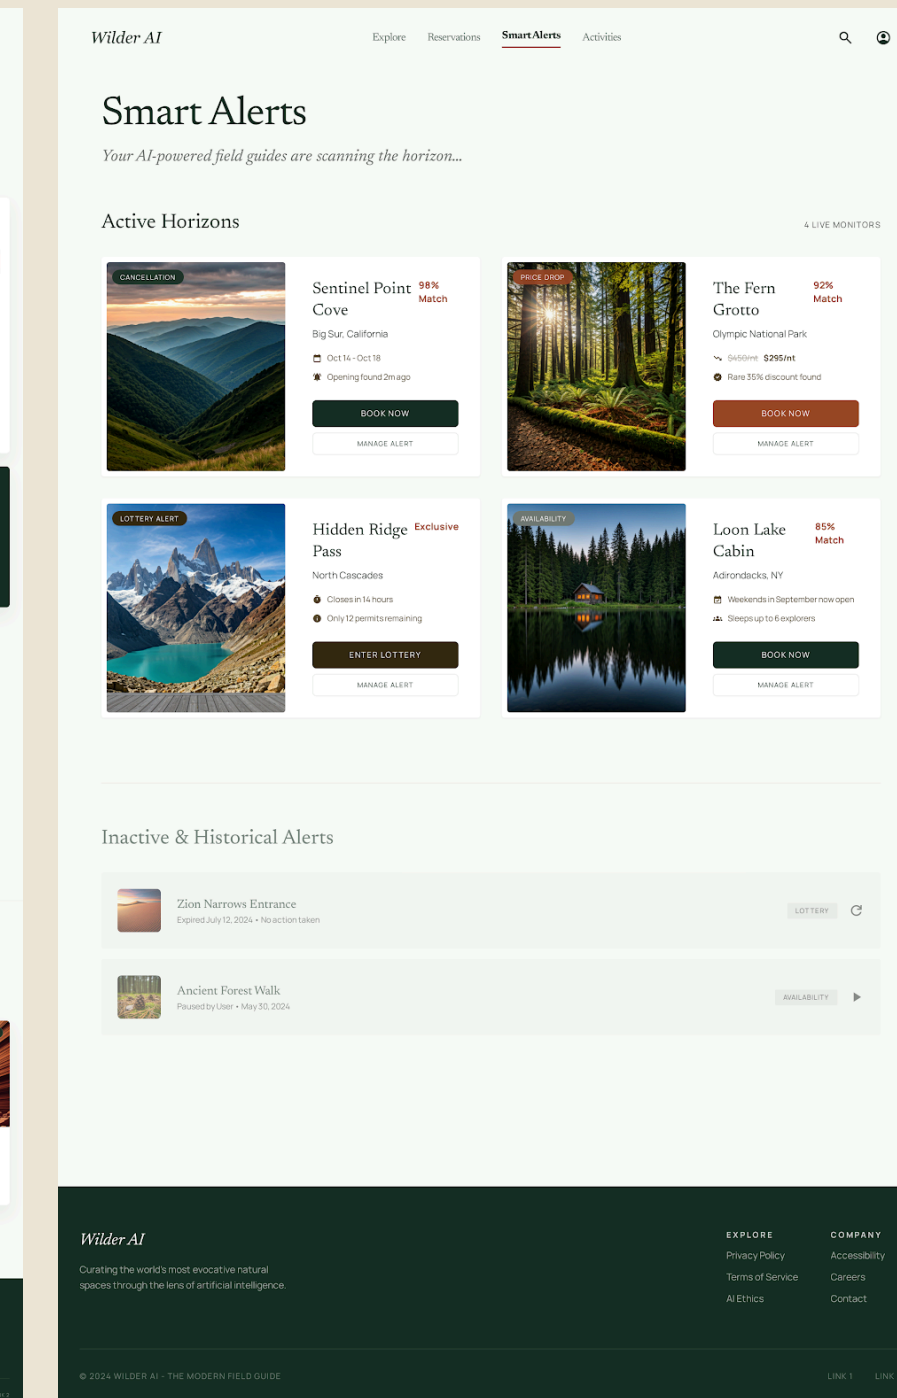 Wilder AI
Explore
Reservations
Smart Alerts
Activities
Smart Alerts
Your AI-powered field guides are scanning the horizon...
Active Horizons
4 LIVE MONITORS
CANCELLATION
Sentinel Point
Cove
98%
Match
Big Sur, California
Oct 14 - Oct 18
Opening found 2m ago
BOOK NOW
MANAGE ALERT
PRICE DROP
The Fern
Grotto
92%
Match
Olympic National Park
$450/nt $295/nt
Rare 35% discount found
BOOK NOW
MANAGE ALERT
LOTTERY ALERT
Hidden Ridge
Pass
Exclusive
North Cascades
Closes in 14 hours
Only 12 permits remaining
ENTER LOTTERY
MANAGE ALERT
AVAILABILITY
Loon Lake
Cabin
85%
Match
Adirondacks, NY
Weekends in September now open
Sleeps up to 6 explorers
BOOK NOW
MANAGE ALERT
Inactive & Historical Alerts
Zion Narrows Entrance
Expired July 12, 2024 • No action taken
LOTTERY
Ancient Forest Walk
Paused by User • May 30, 2024
AVAILABILITY
Wilder AI
Curating the world's most evocative natural
spaces through the lens of artificial intelligence.
EXPLORE
Privacy Policy
Terms of Service
AI Ethics
COMPANY
Accessibility
Careers
Contact
© 2024 WILDER AI - THE MODERN FIELD GUIDE
LINK 1
LINK